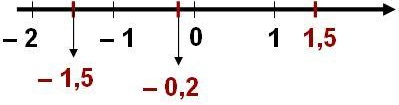 – 2 – 1 0 1 1,5
– 1,5 – 0,2